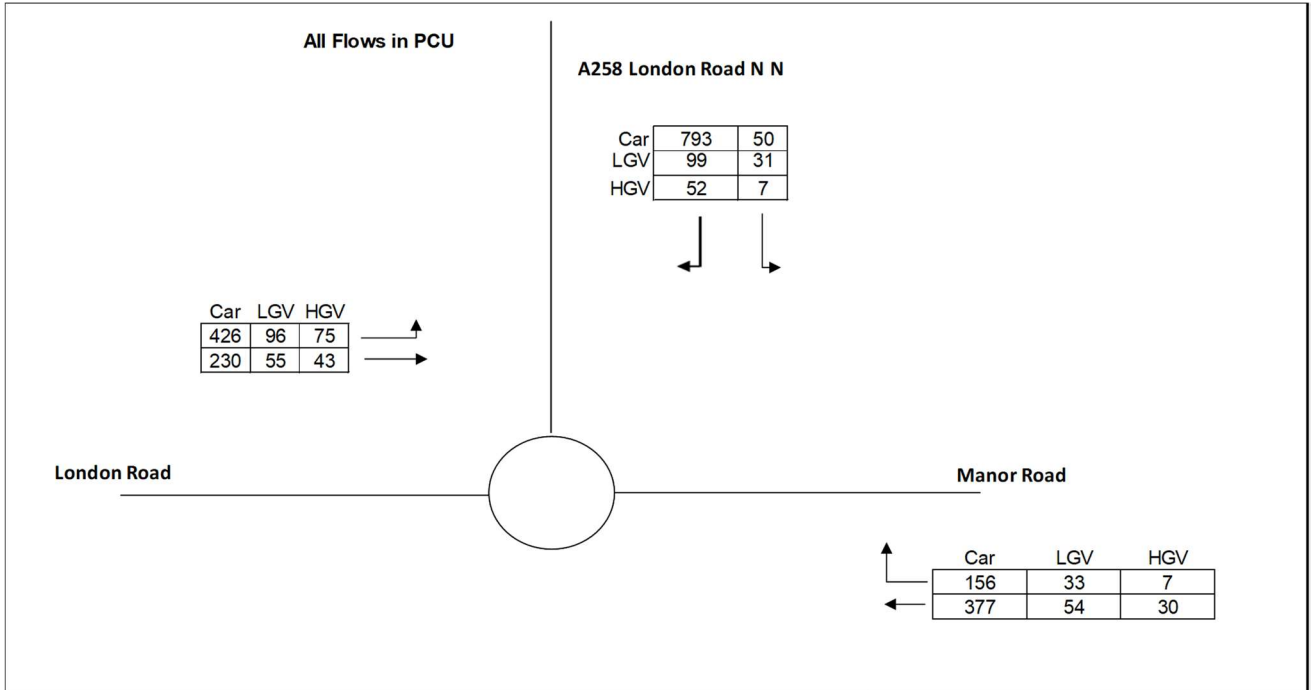 All Flows in PCU
A258 London Road N N
Car 793 50
LGV 99 31
HGV 52 7
Car LGV HGV
426 96 75
230 55 43
London Road
Manor Road
Car LGV HGV
156 33 7
377 54 30